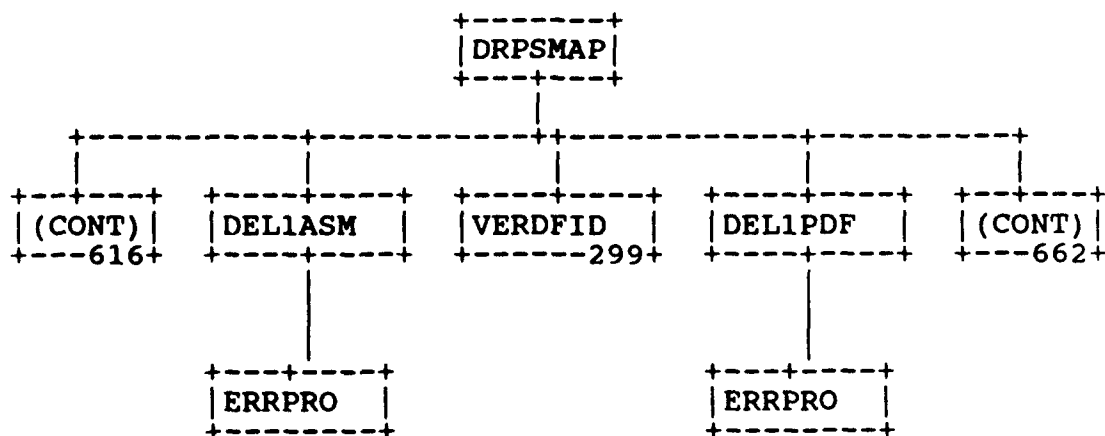 DRPSMAP
(CONT) DEL1ASM VERDFID DEL1PDF (CONT)
616 299 662
ERRPRO ERRPRO